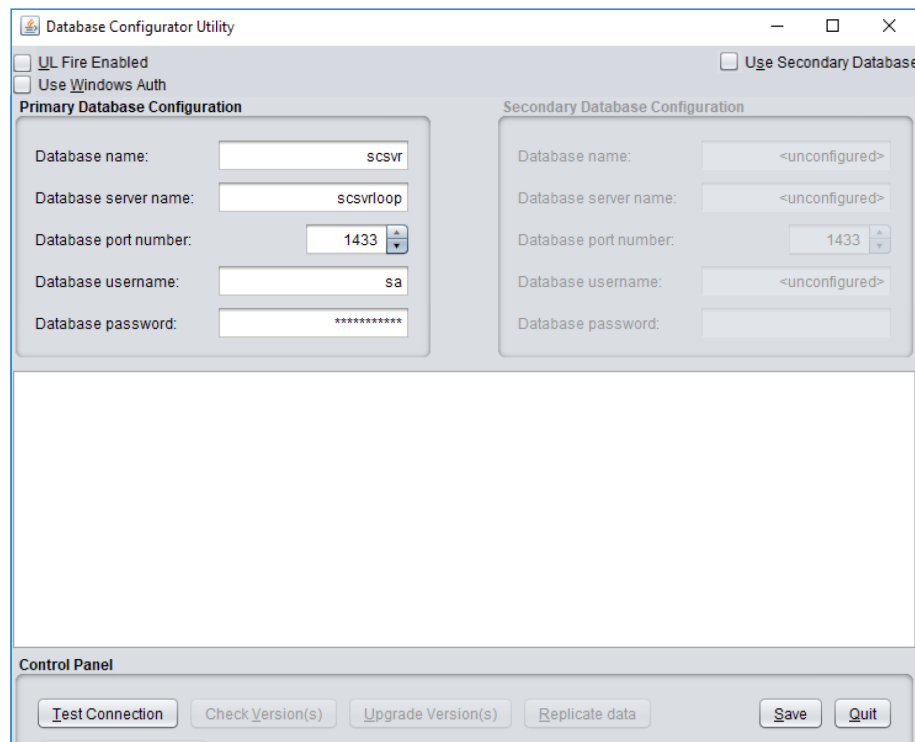 Database Configurator Utility
UL Fire Enabled
Use Secondary Database
Use Windows Auth
Primary Database Configuration
Database name: scsvr
Database server name: scsvrloop
Database port number: 1433
Database username: sa
Database password: ***********
Secondary Database Configuration
Database name: <unconfigured>
Database server name: <unconfigured>
Database port number: 1433
Database username: <unconfigured>
Database password:
Control Panel
Test Connection Check Version(s) Upgrade Version(s) Replicate data Save Quit